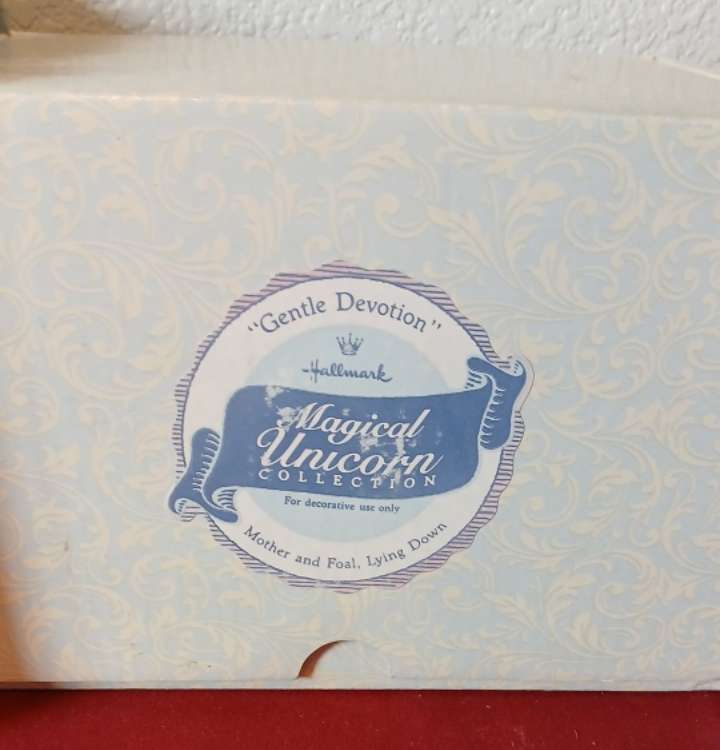 "Gentle Devotion"
Hallmark
Magical
Unicorn
COLLECTION
For decorative use only
Mother and Foal, Lying Down